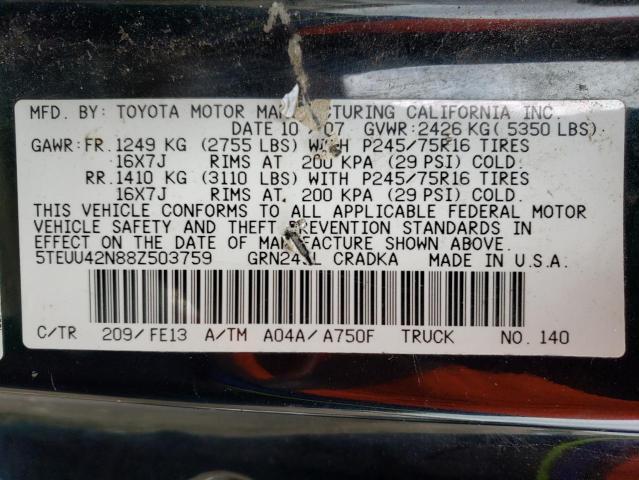 MFD. BY: TOYOTA MOTOR MANUFACTURING CALIFORNIA INC.
DATE 10 07 GVWR: 2426 KG ( 5350 LBS)
GAWR: FR. 1249 KG (2755 LBS) WITH P245/75R16 TIRES
16X7J RIMS AT 200 KPA (29 PSI) COLD.
RR. 1410 KG (3110 LBS) WITH P245/75R16 TIRES
16X7J RIMS AT 200 KPA (29 PSI) COLD.
THIS VEHICLE CONFORMS TO ALL APPLICABLE FEDERAL MOTOR
VEHICLE SAFETY AND THEFT PREVENTION STANDARDS IN
EFFECT ON THE DATE OF MANUFACTURE SHOWN ABOVE.
5TEUU42N88Z503759 CRADKA MADE IN U.S.A.
C/TR 209/FE13 A/TM A04A/A750F TRUCK NO. 140